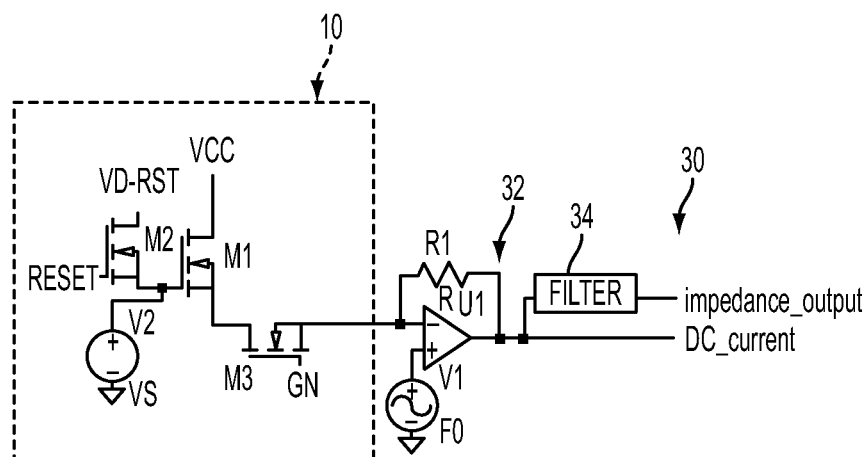 10
VCC
VD-RST
M2
M1
RESET
V2
VS
M3
GN
32
R1
R
U1
V1
F0
34
FILTER
30
impedance_output
DC_current